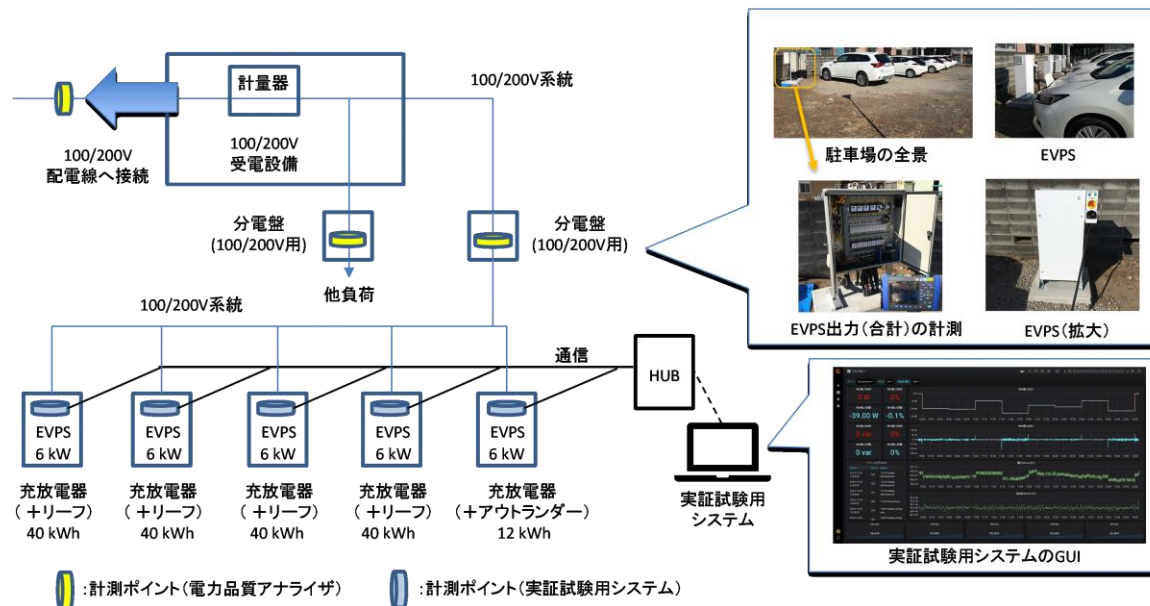 計量器
100/200V系統
100/200V
配電線へ接続
100/200V
受電設備
分電盤
(100/200V用)
分電盤
(100/200V用)
他負荷
100/200V系統
通信
HUB
EVPS
6 kW
EVPS
6 kW
EVPS
6 kW
EVPS
6 kW
EVPS
6 kW
充放電器
(+リーフ)
40 kWh
充放電器
(+リーフ)
40 kWh
充放電器
(+リーフ)
40 kWh
充放電器
(+リーフ)
40 kWh
充放電器
(+アウトランダー)
12 kWh
実証試験用
システム
:計測ポイント(電力品質アナライザ)
:計測ポイント(実証試験用システム)
駐車場の全景
EVPS
EVPS出力(合計)の計測
EVPS(拡大)
0 W
0%
-39.00 W
-0.1%
0 var
0%
0 var
0%
実証試験用システムのGUI